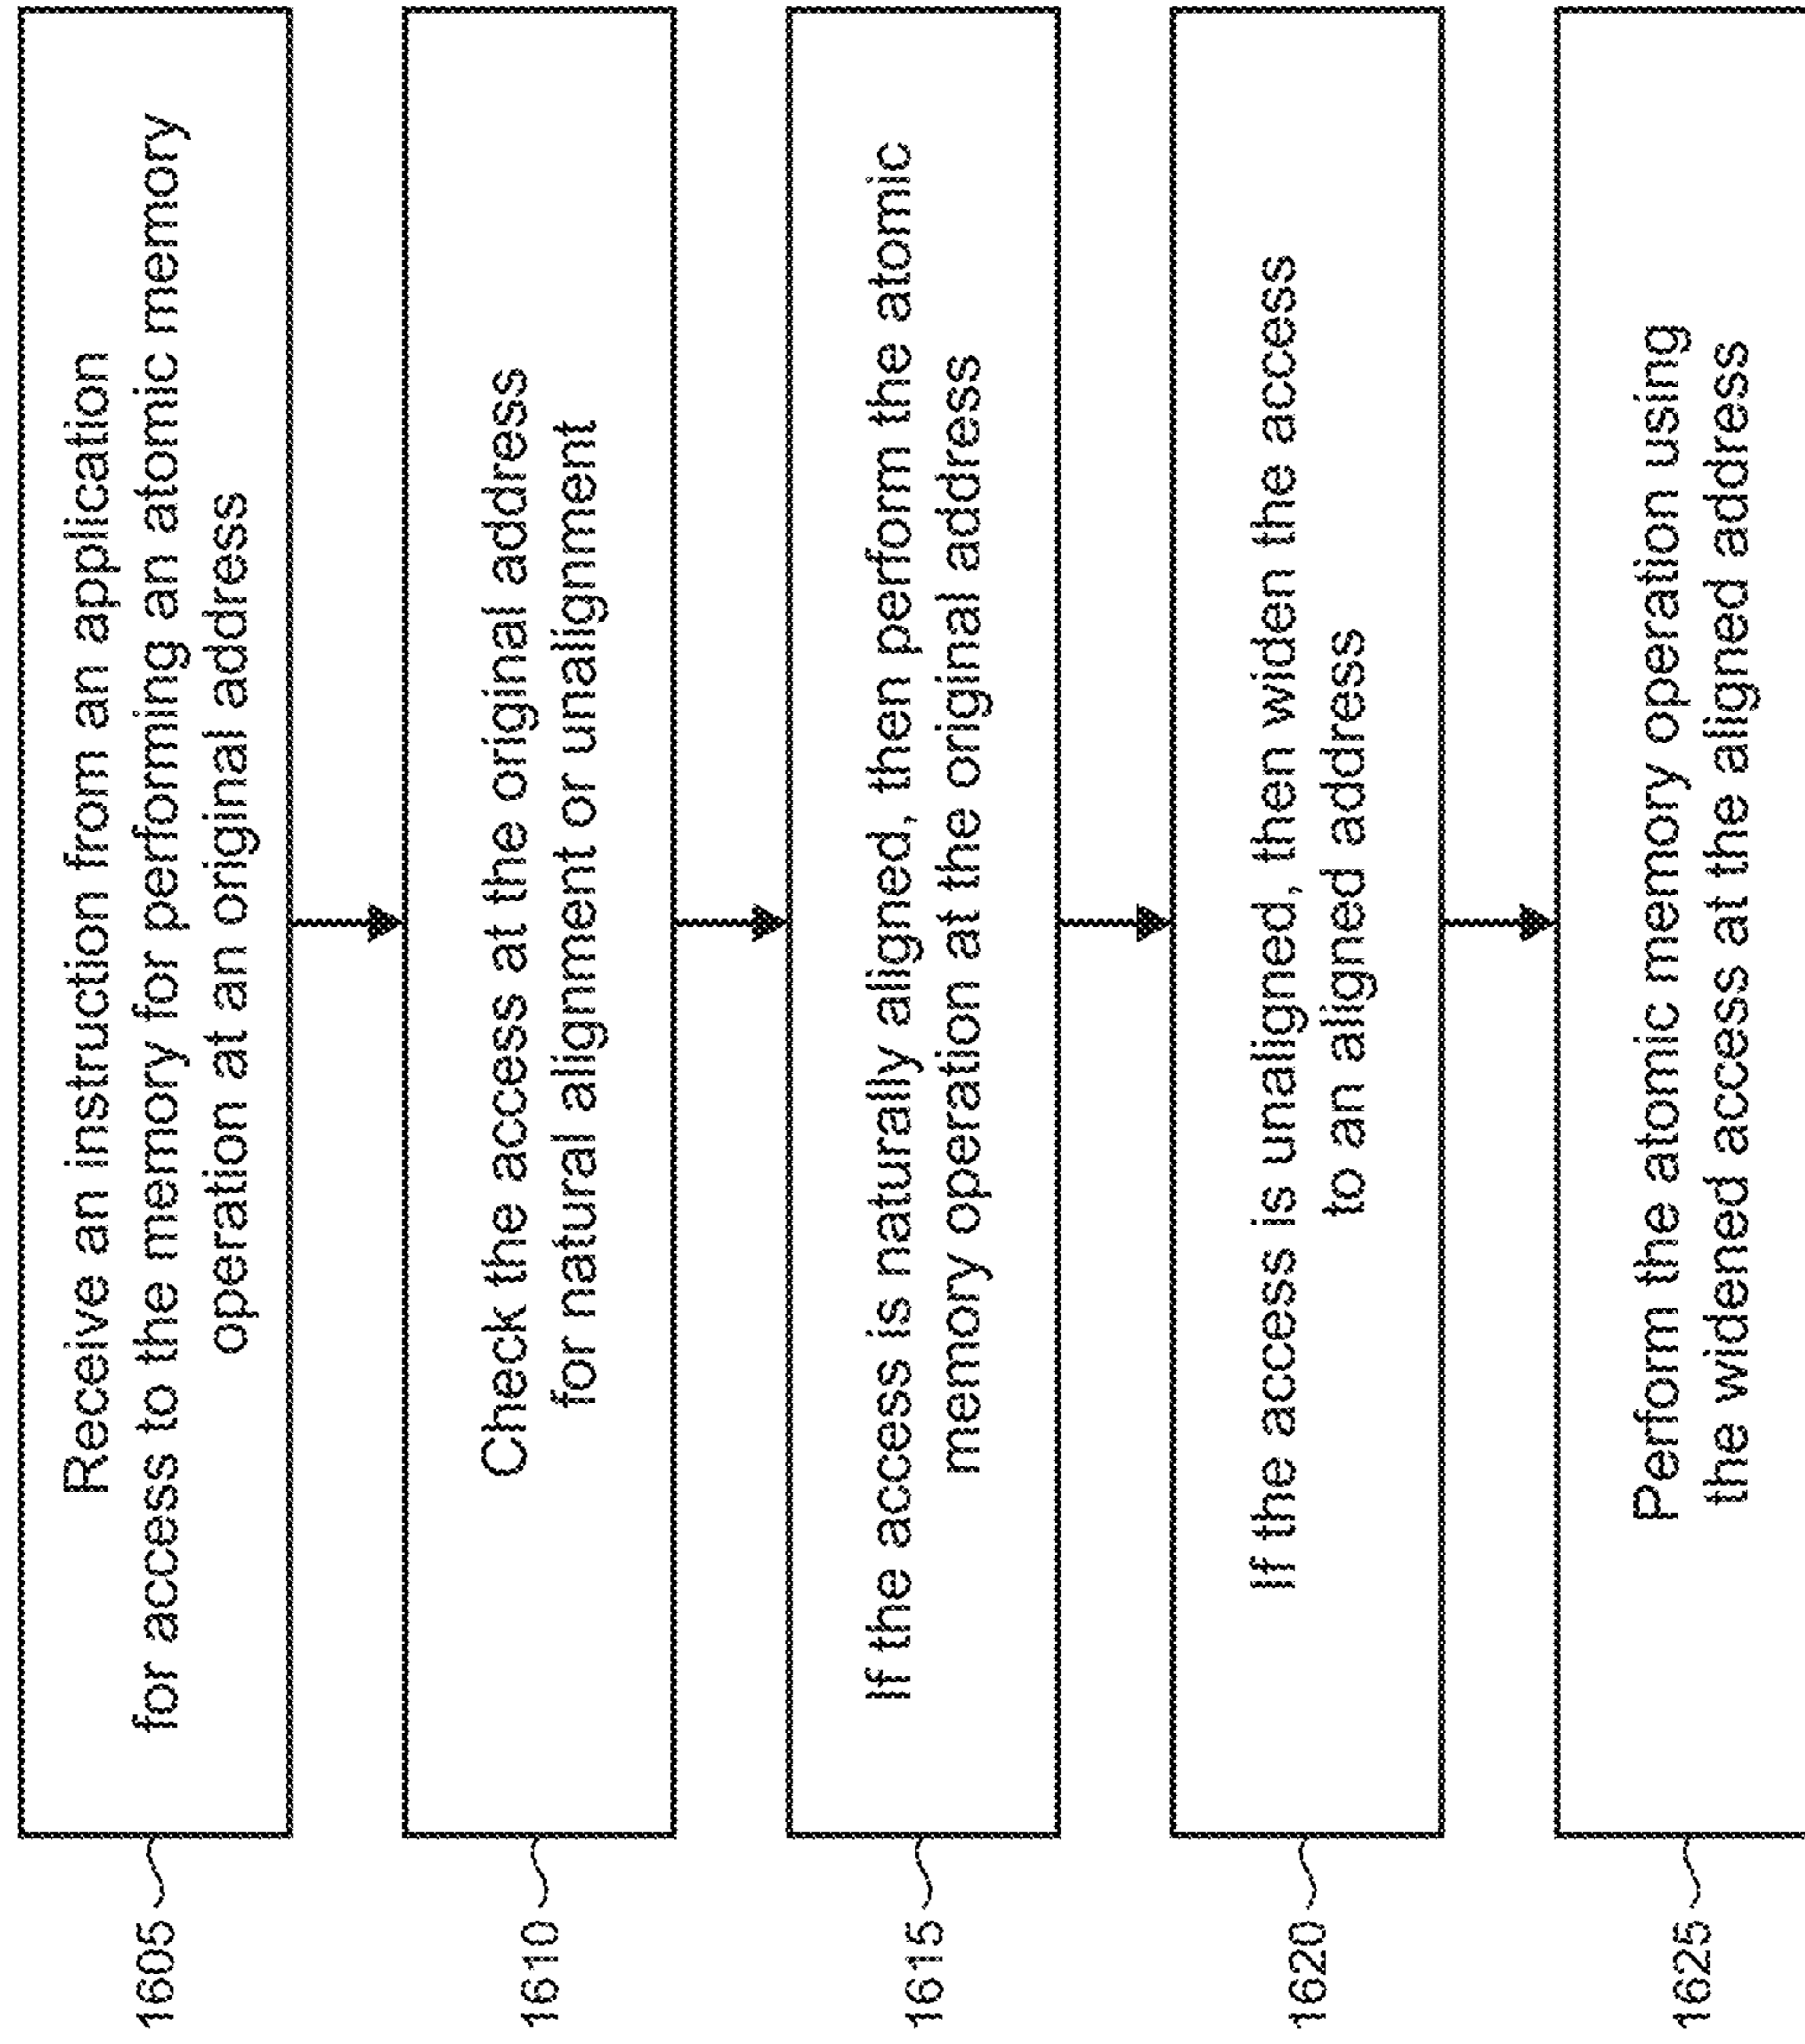 1605
Receive an instruction from an application
for access to the memory for performing an atomic memory
operation at an original address
1610
Check the access at the original address
for natural alignment or unalignment
1615
If the access is naturally aligned, then perform the atomic
memory operation at the original address
1620
If the access is unaligned, then widen the access
to an aligned address
1625
Perform the atomic memory operation using
the widened access at the aligned address